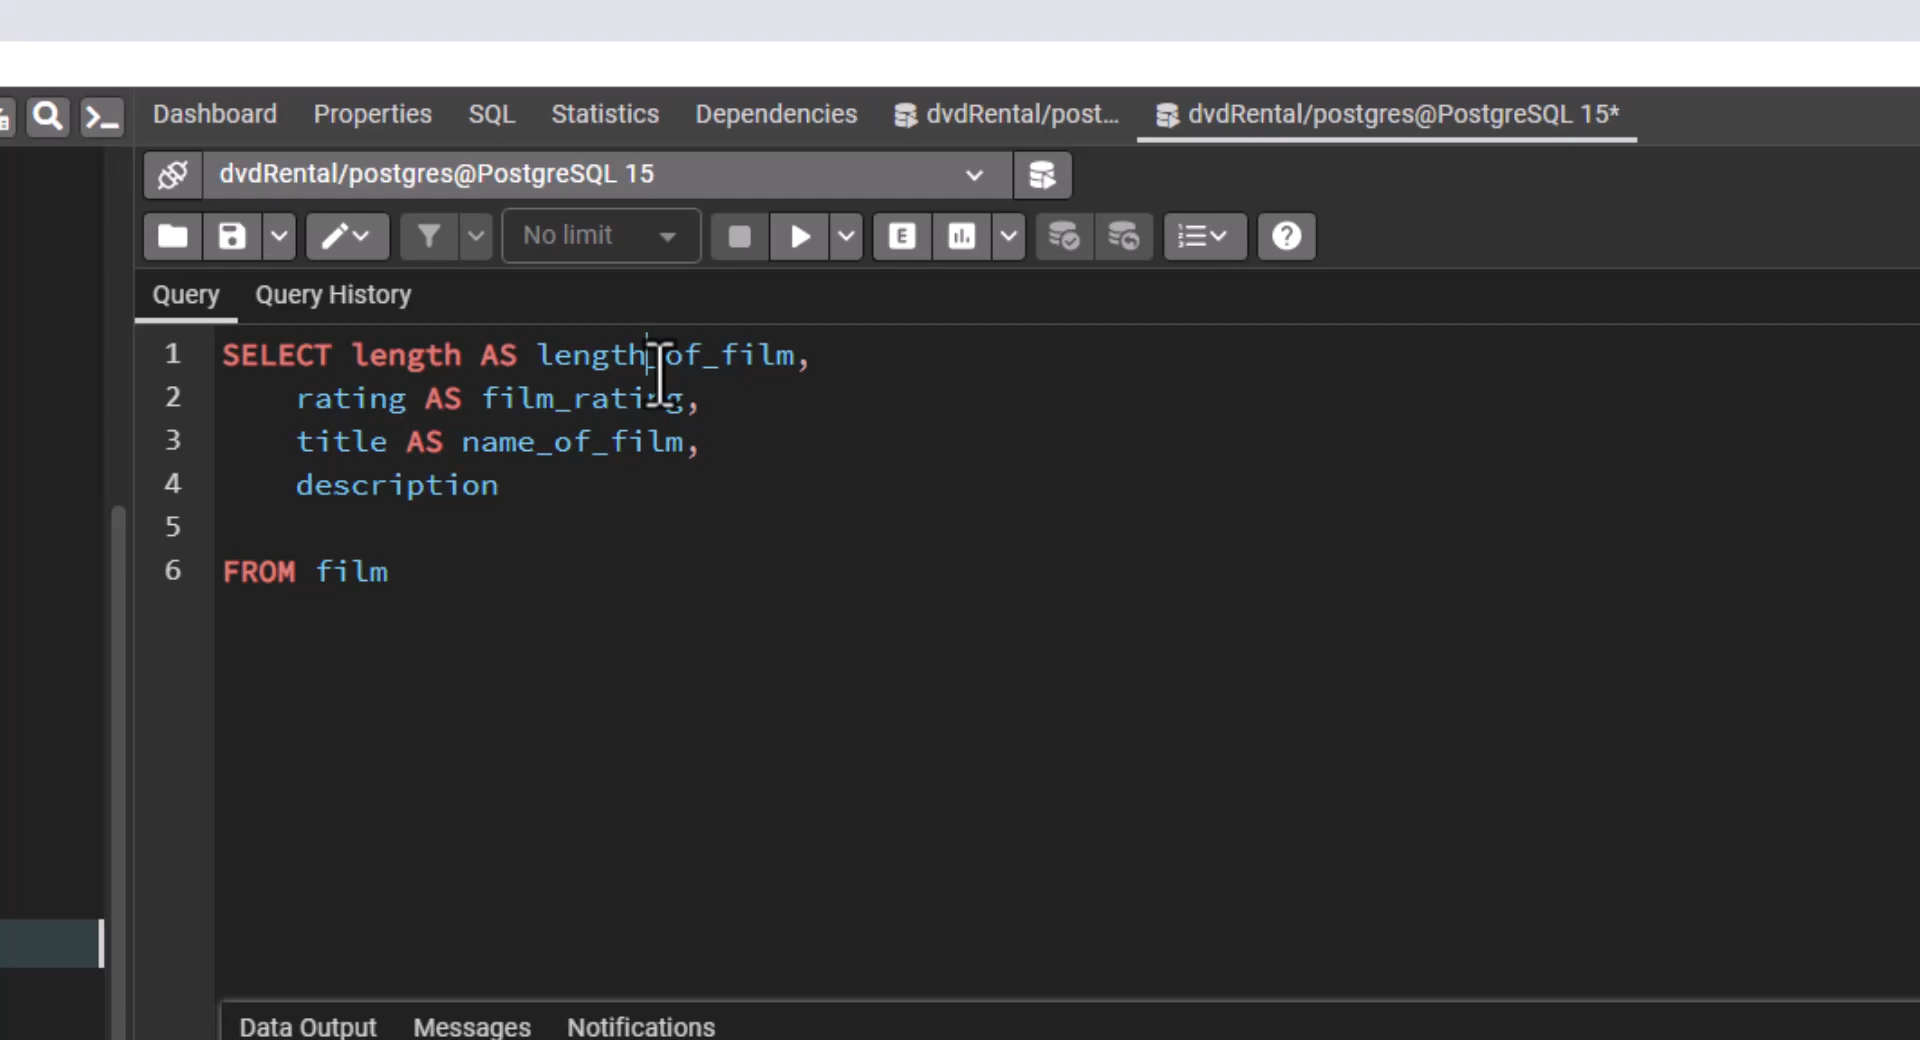 Dashboard Properties SQL Statistics Dependencies dvdRental/post... dvdRental/postgres@PostgreSQL 15*
dvdRental/postgres@PostgreSQL 15
No limit E
Query Query History
1 SELECT length AS length_of_film,
2 rating AS film_rating,
3 title AS name_of_film,
4 description
5
6 FROM film
Data Output Messages Notifications